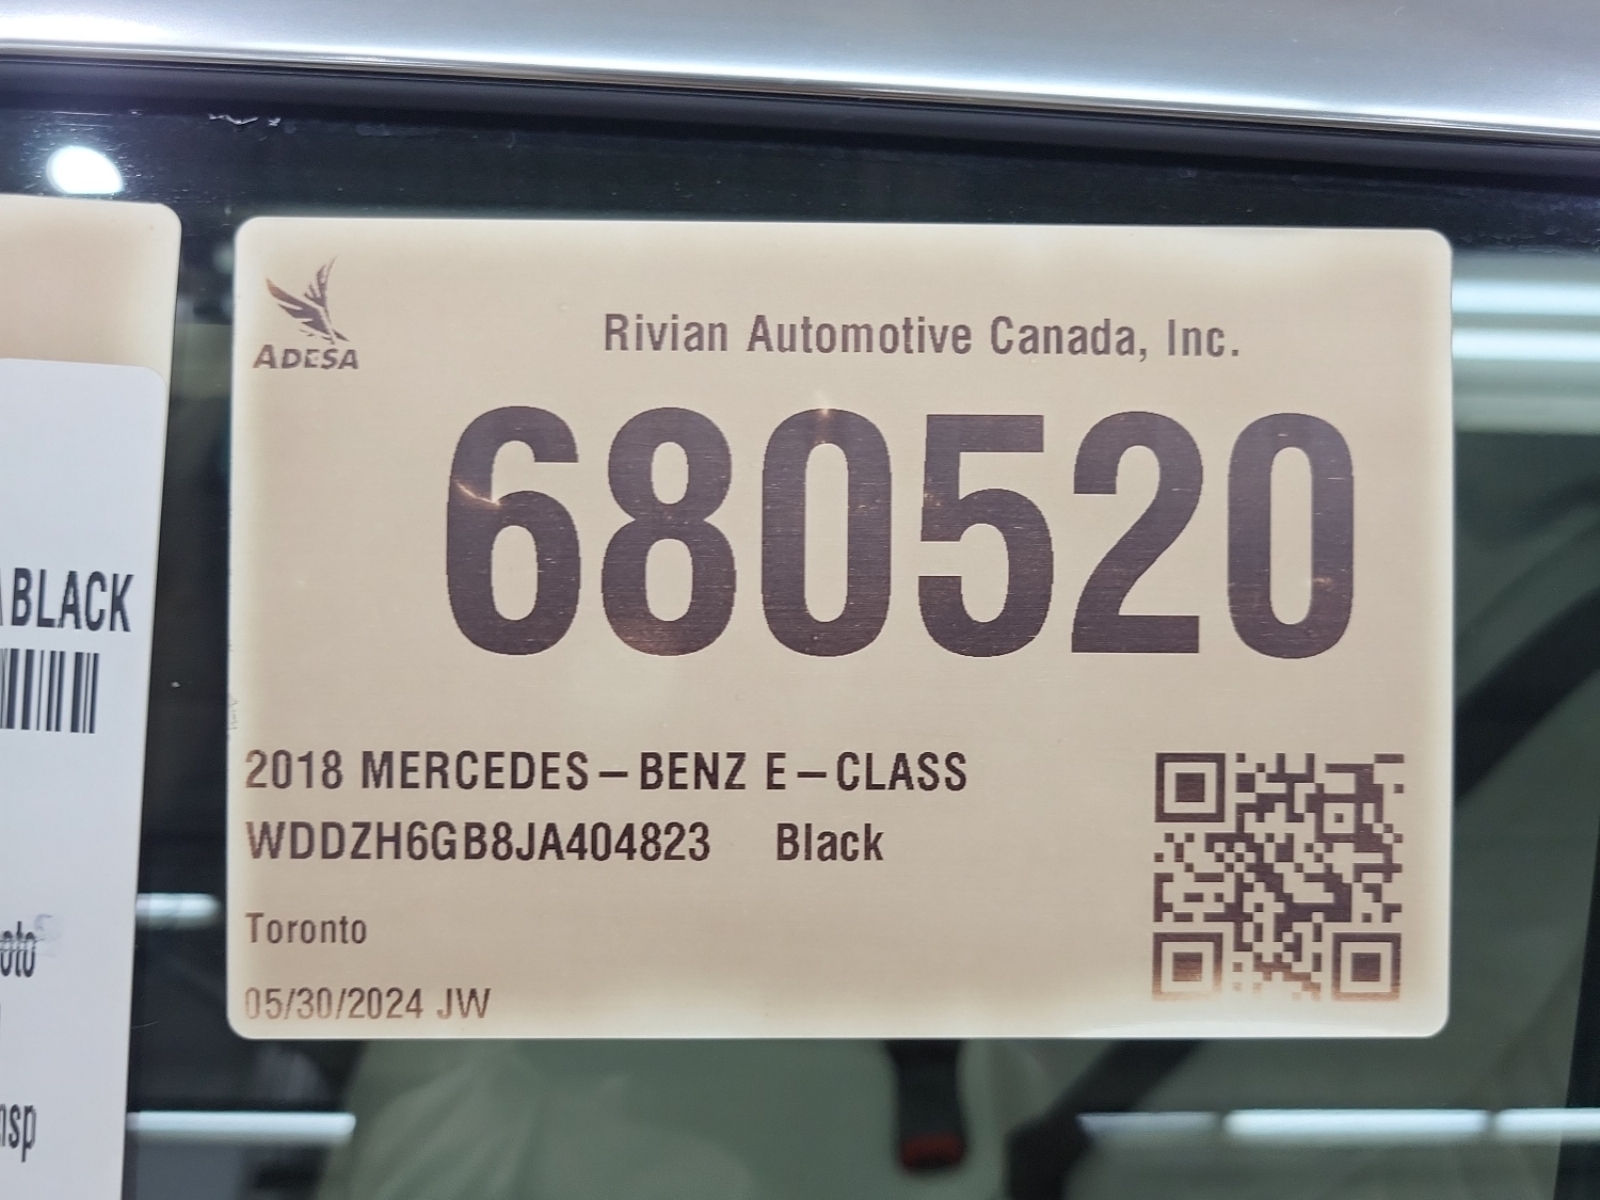 ADESA
Rivian Automotive Canada, Inc.
680520
2018 MERCEDES-BENZ E-CLASS
WDDZH6GB8JA404823 Black
Toronto
05/30/2024 JW
BLACK